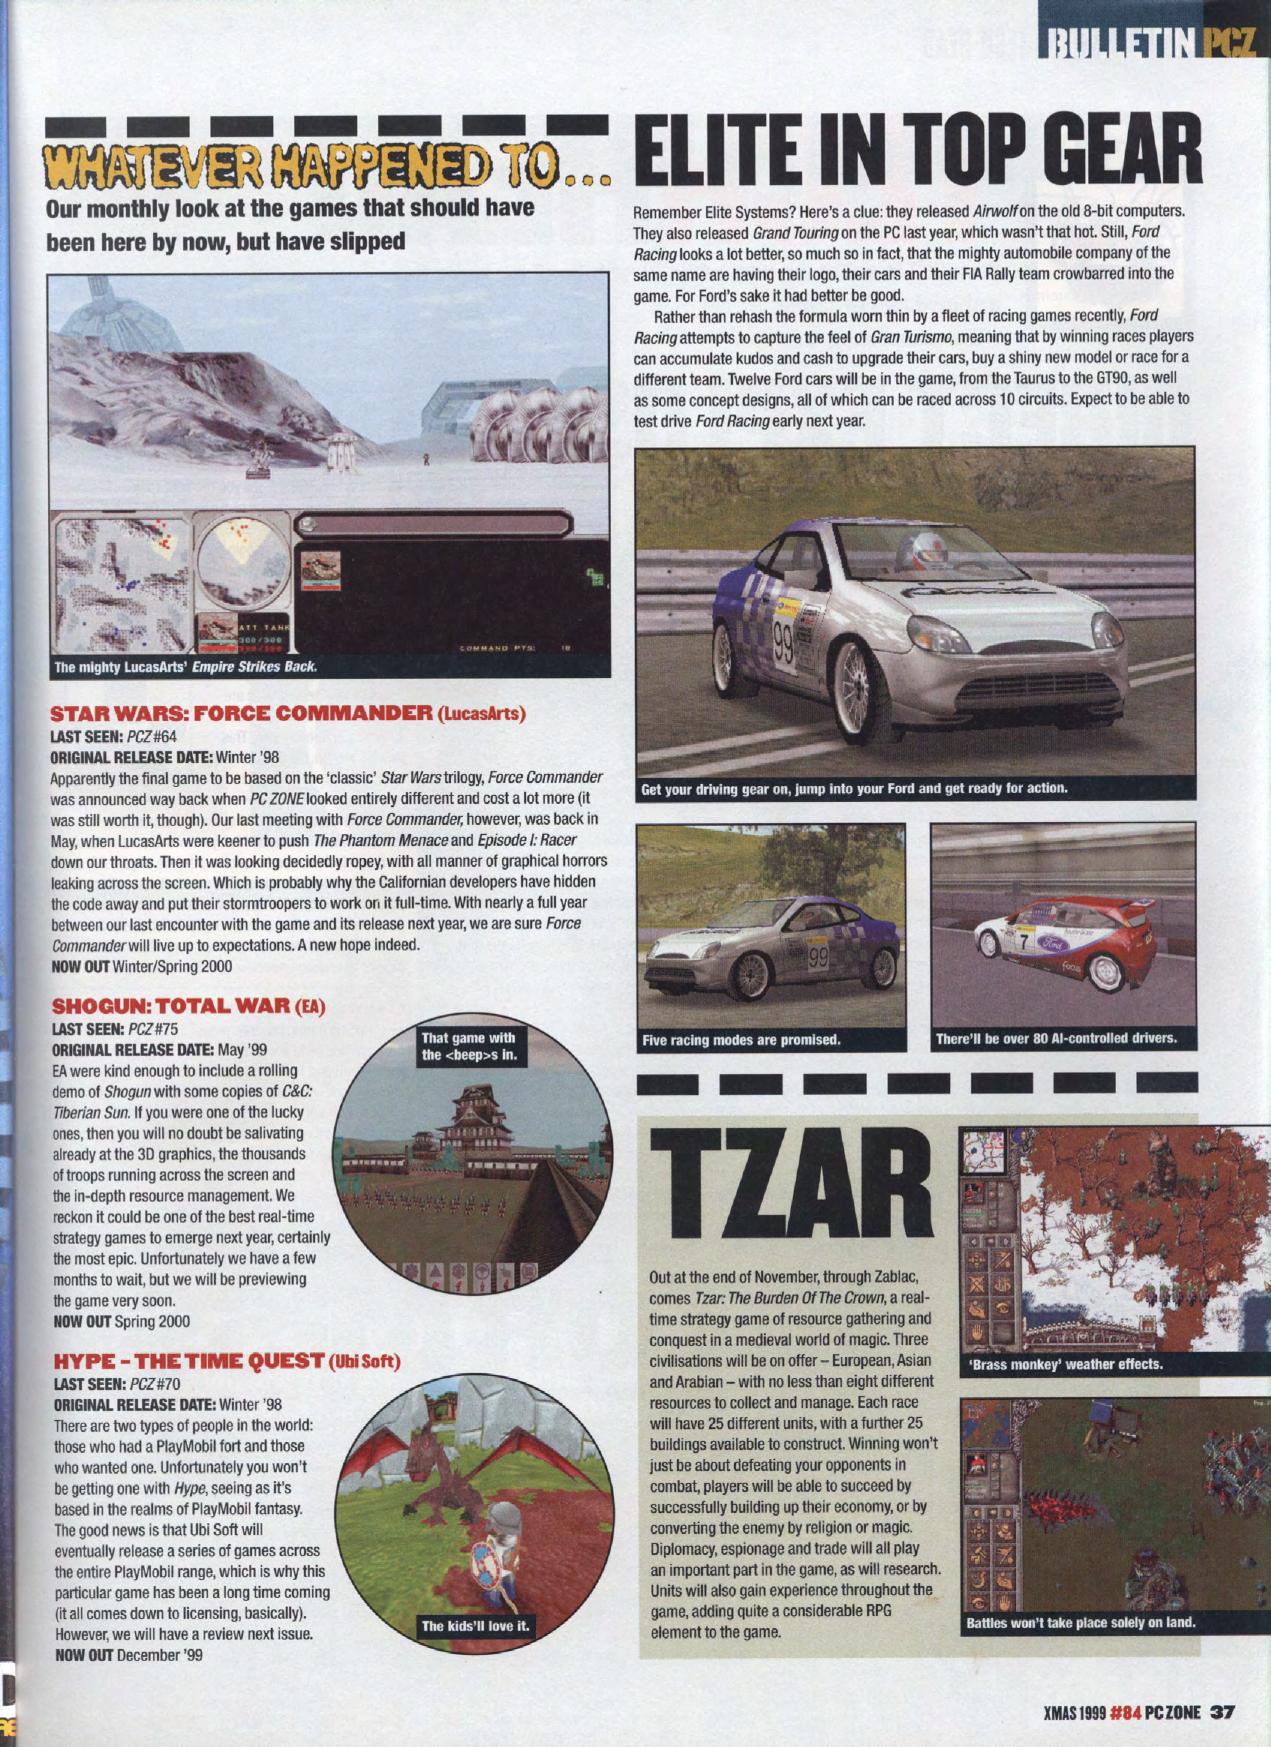 BULLETIN PCZ
WHATEVER HAPPENED TO...
Our monthly look at the games that should have
been here by now, but have slipped
ATT TANK
300/300
COMMAND PTS: 18
The mighty LucasArts' Empire Strikes Back.
STAR WARS: FORCE COMMANDER (LucasArts)
LAST SEEN: PCZ #64
ORIGINAL RELEASE DATE: Winter '98
Apparently the final game to be based on the 'classic' Star Wars trilogy, Force Commander
was announced way back when PC ZONE looked entirely different and cost a lot more (it
was still worth it, though). Our last meeting with Force Commander, however, was back in
May, when LucasArts were keener to push The Phantom Menace and Episode I: Racer
down our throats. Then it was looking decidedly ropey, with all manner of graphical horrors
leaking across the screen. Which is probably why the Californian developers have hidden
the code away and put their stormtroopers to work on it full-time. With nearly a full year
between our last encounter with the game and its release next year, we are sure Force
Commander will live up to expectations. A new hope indeed.
NOW OUT Winter/Spring 2000
SHOGUN: TOTAL WAR (EA)
LAST SEEN: PCZ #75
ORIGINAL RELEASE DATE: May '99
EA were kind enough to include a rolling
demo of Shogun with some copies of C&C:
Tiberian Sun. If you were one of the lucky
ones, then you will no doubt be salivating
already at the 3D graphics, the thousands
of troops running across the screen and
the in-depth resource management. We
reckon it could be one of the best real-time
strategy games to emerge next year, certainly
the most epic. Unfortunately we have a few
months to wait, but we will be previewing
the game very soon.
NOW OUT Spring 2000
That game with
the <beep>s in.
HYPE – THE TIME QUEST (Ubi Soft)
LAST SEEN: PCZ #70
ORIGINAL RELEASE DATE: Winter '98
There are two types of people in the world:
those who had a PlayMobil fort and those
who wanted one. Unfortunately you won't
be getting one with Hype, seeing as it's
based in the realms of PlayMobil fantasy.
The good news is that Ubi Soft will
eventually release a series of games across
the entire PlayMobil range, which is why this
particular game has been a long time coming
(it all comes down to licensing, basically).
However, we will have a review next issue.
NOW OUT December '99
The kids'll love it.
ELITE IN TOP GEAR
Remember Elite Systems? Here's a clue: they released Airwolf on the old 8-bit computers.
They also released Grand Touring on the PC last year, which wasn't that hot. Still, Ford
Racing looks a lot better, so much so in fact, that the mighty automobile company of the
same name are having their logo, their cars and their FIA Rally team crowbarred into the
game. For Ford's sake it had better be good.
Rather than rehash the formula worn thin by a fleet of racing games recently, Ford
Racing attempts to capture the feel of Gran Turismo, meaning that by winning races players
can accumulate kudos and cash to upgrade their cars, buy a shiny new model or race for a
different team. Twelve Ford cars will be in the game, from the Taurus to the GT90, as well
as some concept designs, all of which can be raced across 10 circuits. Expect to be able to
test drive Ford Racing early next year.
99
Get your driving gear on, jump into your Ford and get ready for action.
99
Five racing modes are promised.
7
Ford
focus
There'll be over 80 AI-controlled drivers.
TZAR
Out at the end of November, through Zablac,
comes Tzar: The Burden Of The Crown, a real-
time strategy game of resource gathering and
conquest in a medieval world of magic. Three
civilisations will be on offer – European, Asian
and Arabian – with no less than eight different
resources to collect and manage. Each race
will have 25 different units, with a further 25
buildings available to construct. Winning won't
just be about defeating your opponents in
combat, players will be able to succeed by
successfully building up their economy, or by
converting the enemy by religion or magic.
Diplomacy, espionage and trade will all play
an important part in the game, as will research.
Units will also gain experience throughout the
game, adding quite a considerable RPG
element to the game.
'Brass monkey' weather effects.
Battles won't take place solely on land.
XMAS 1999 #84 PC ZONE 37